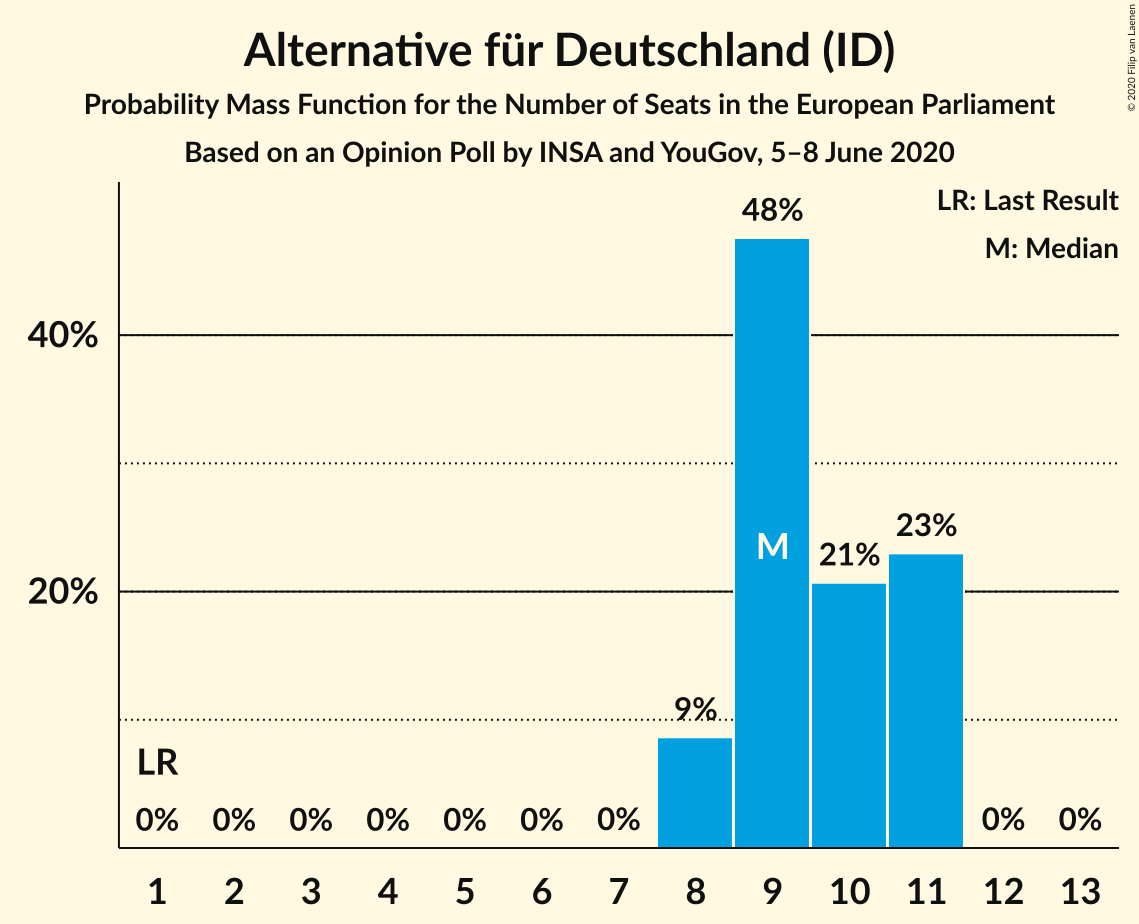 Alternative für Deutschland (ID)
Probability Mass Function for the Number of Seats in the European Parliament
Based on an Opinion Poll by INSA and YouGov, 5–8 June 2020
© 2020 Filip van Laenen
LR: Last Result
M: Median
48%
40%
23%
M
21%
20%
9%
LR
0% 0% 0% 0% 0% 0% 0% 0% 0%
1 2 3 4 5 6 7 8 9 10 11 12 13